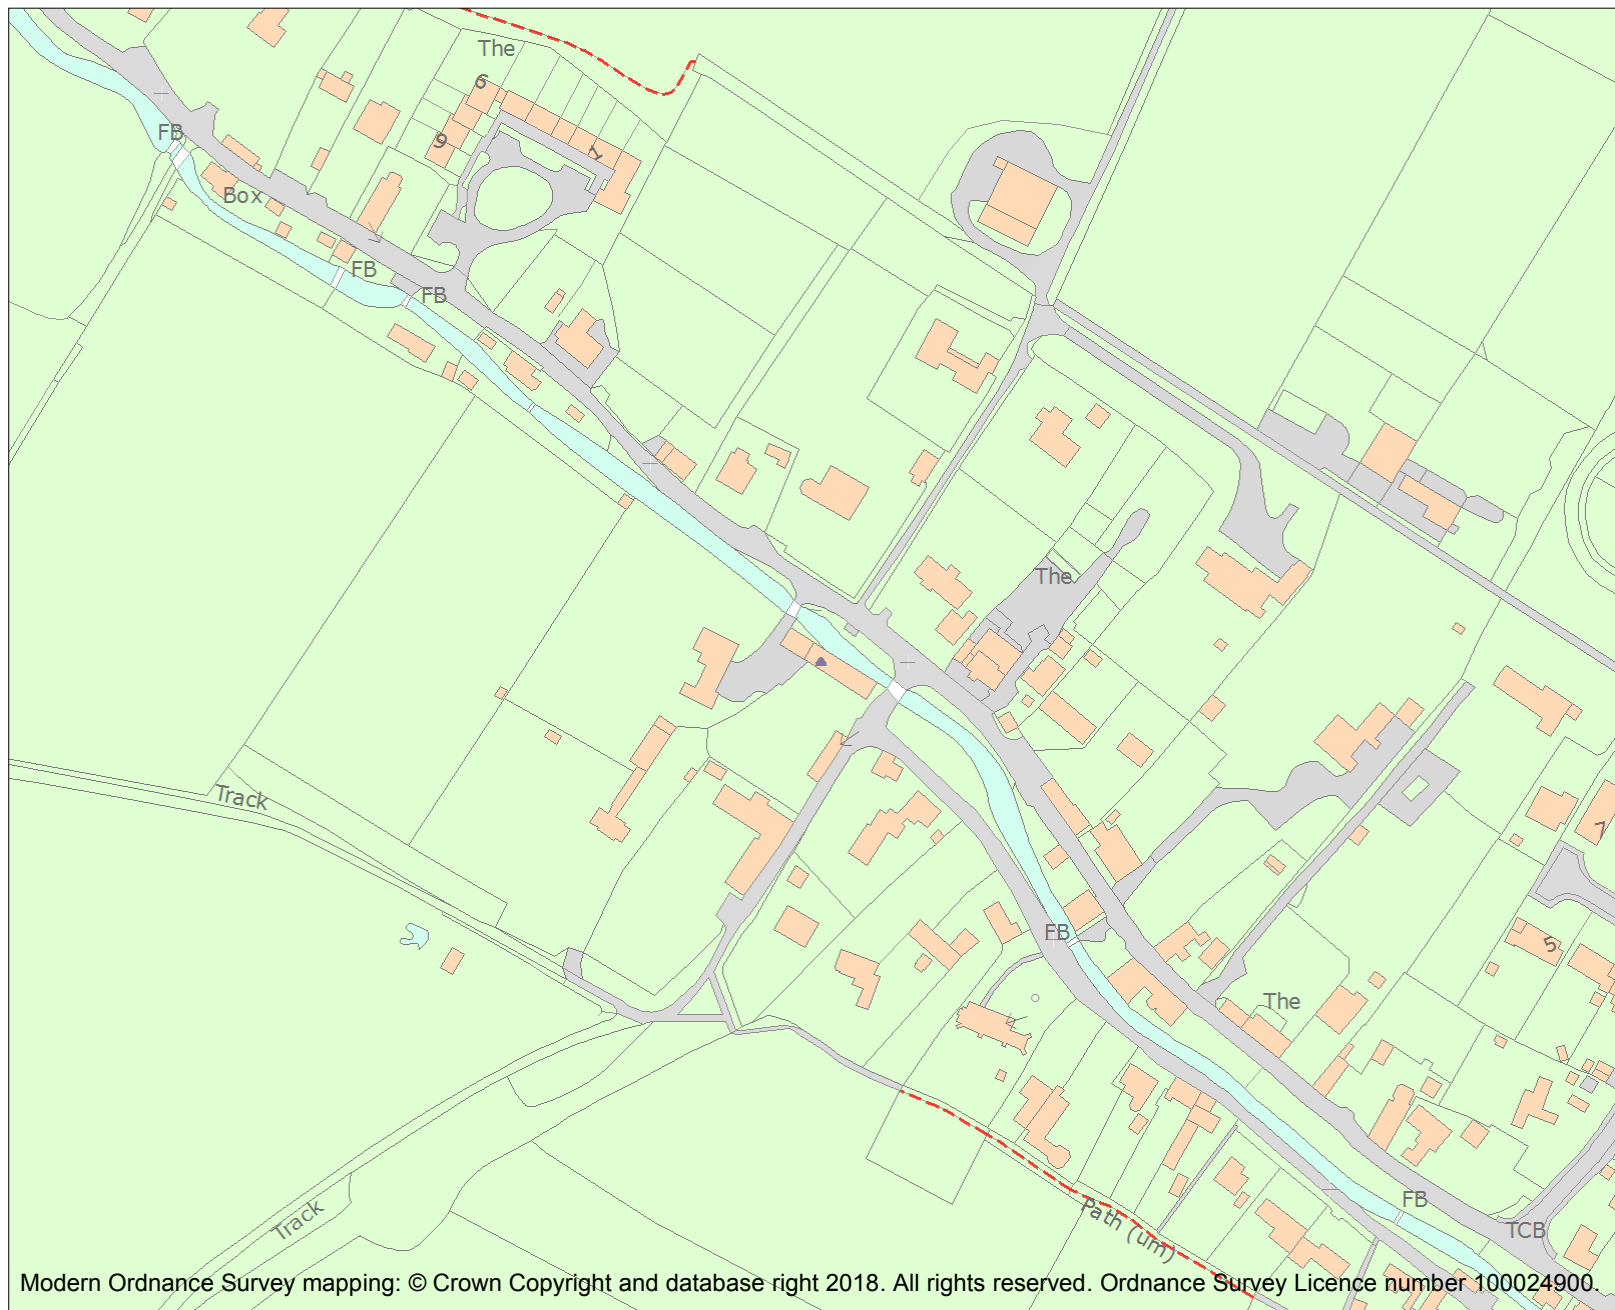 The
6
9
1
FB
Box
FB
FB
The
Track
7
FB
5
The
Track
Path (um)
FB
TCB
Modern Ordnance Survey mapping: © Crown Copyright and database right 2018. All rights reserved. Ordnance Survey Licence number 100024900.